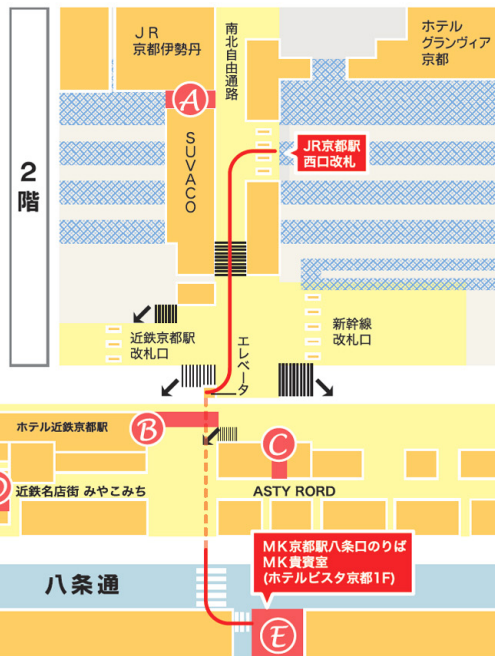 JR
京都伊勢丹
南北自由通路
ホテル
グランヴィア
京都
A
SUVACO
JR京都駅
西口改札
2階
近鉄京都駅
改札口
エレベータ
新幹線
改札口
ホテル近鉄京都駅
B
C
D
近鉄名店街 みやこみち
ASTY RORD
八条通
MK京都駅八条口のりば
MK貴賓室
(ホテルビスタ京都1F)
E